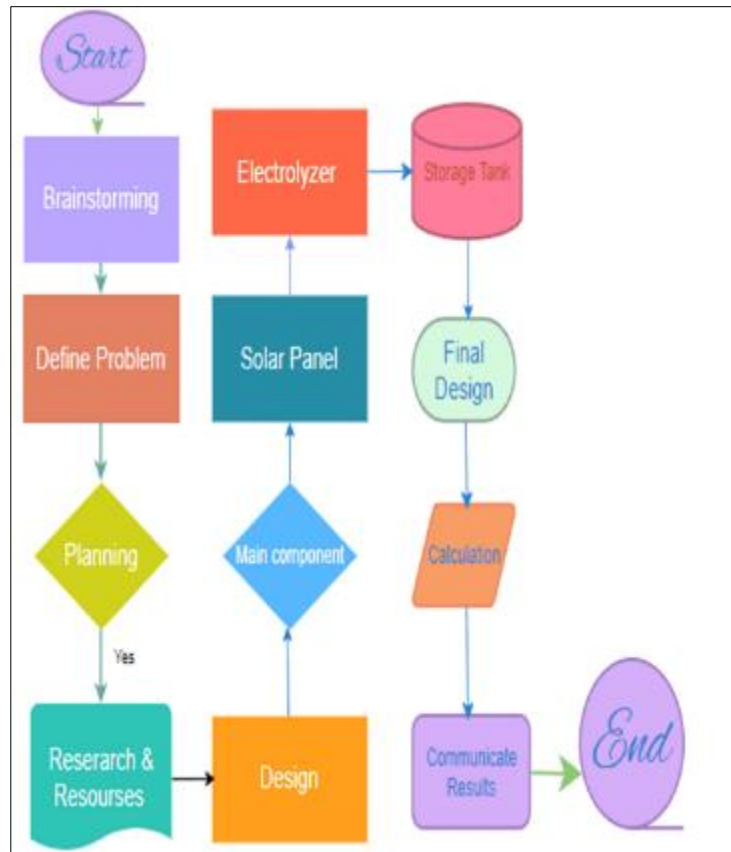 Start
Brainstorming
Define Problem
Planning
Yes
Reserarch &
Resourses
Design
Main component
Solar Panel
Electrolyzer
Storage Tank
Final
Design
Calculation
Communicate
Results
End